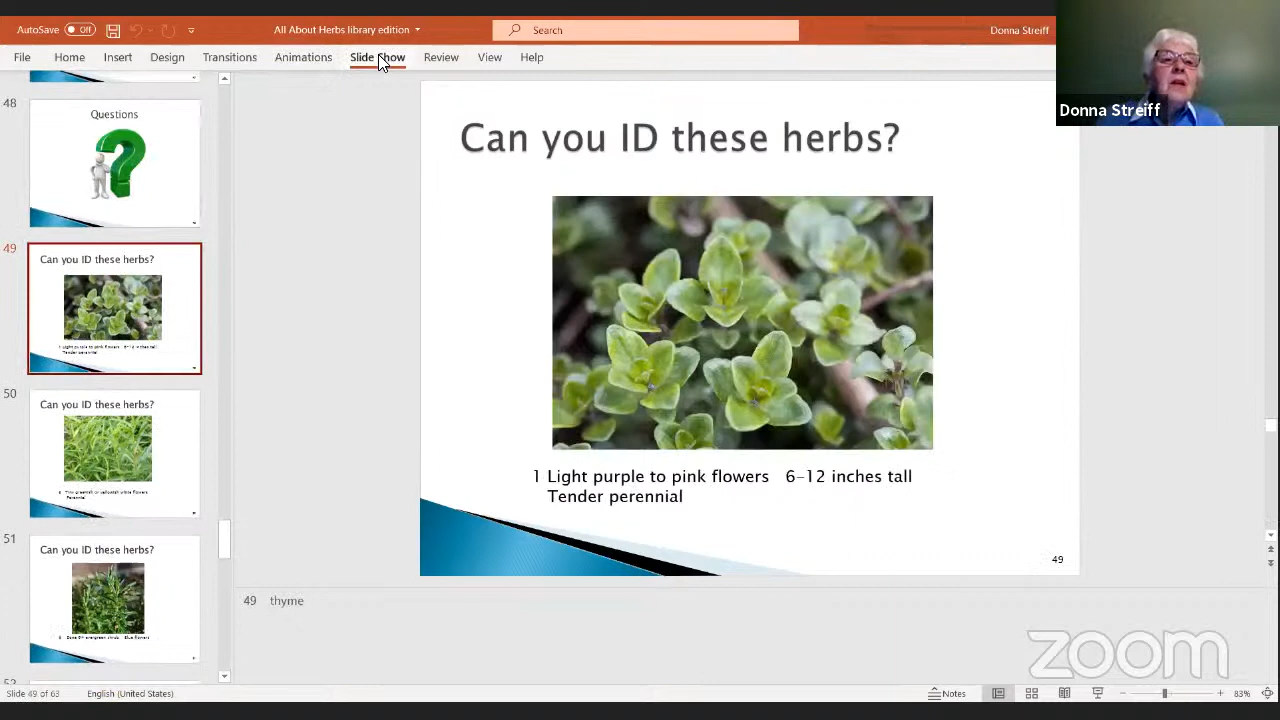 AutoSave Off
All About Herbs library edition
Search
Donna Streiff
File Home Insert Design Transitions Animations Slide Show Review View Help
Donna Streiff
48
Questions
49
Can you ID these herbs?
1 Light purple to pink flowers 6-12 inches tall
Tender perennial
50
Can you ID these herbs?
Perennial
51
Can you ID these herbs?
Can you ID these herbs?
1 Light purple to pink flowers 6-12 inches tall
Tender perennial
49
49 thyme
zoom
Slide 49 of 63 English (United States) Notes 83%